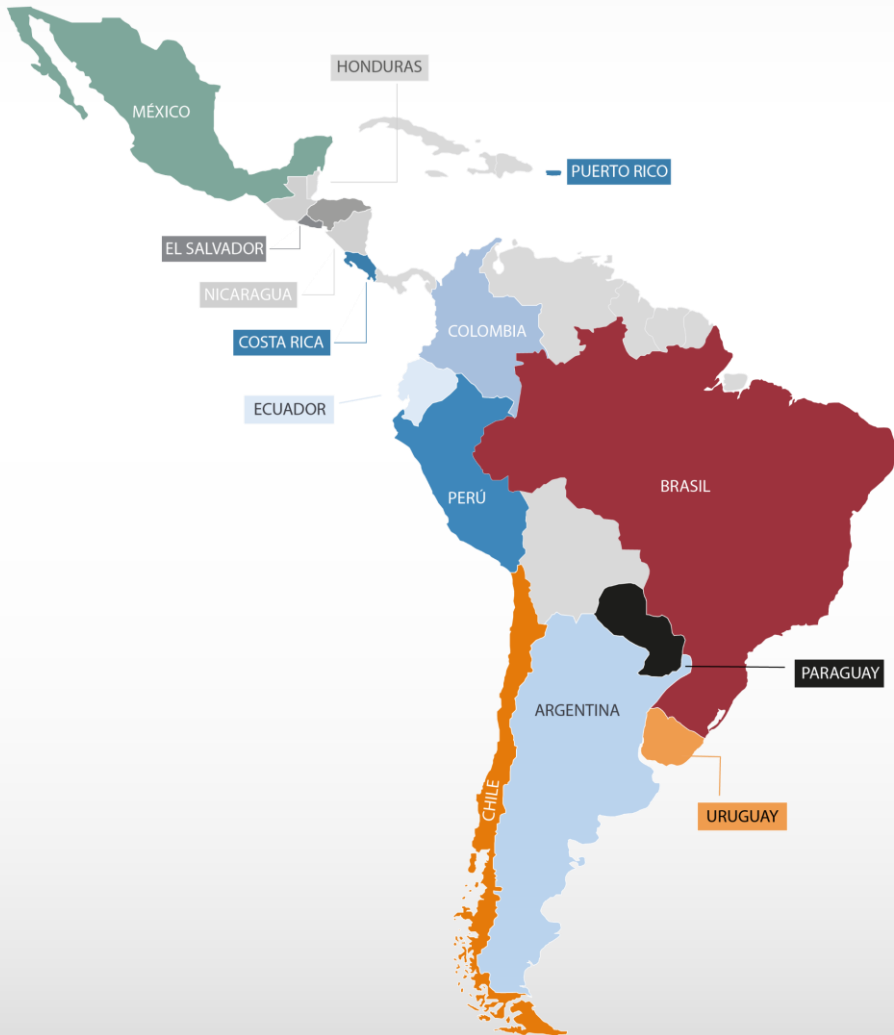 HONDURAS
MÉXICO
PUERTO RICO
EL SALVADOR
NICARAGUA
COLOMBIA
COSTA RICA
ECUADOR
BRASIL
PERÚ
PARAGUAY
ARGENTINA
CHILE
URUGUAY